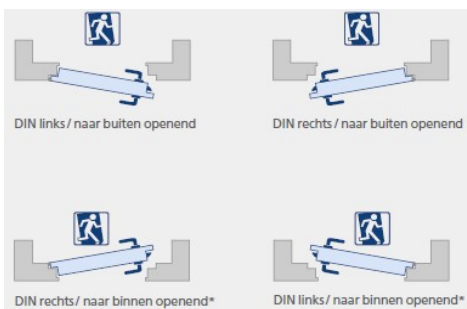 DIN links / naar buiten openend
DIN rechts / naar buiten openend
DIN rechts / naar binnen openend*
DIN links / naar binnen openend*